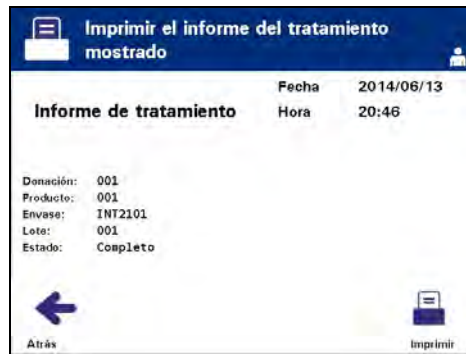 Imprimir el informe del tratamiento
mostrado
Fecha 2014/06/13
Informe de tratamiento Hora 20:46
Donación: 001
Producto: 001
Envase: INT2101
Lote: 001
Estado: Completo
Atrás Imprimir